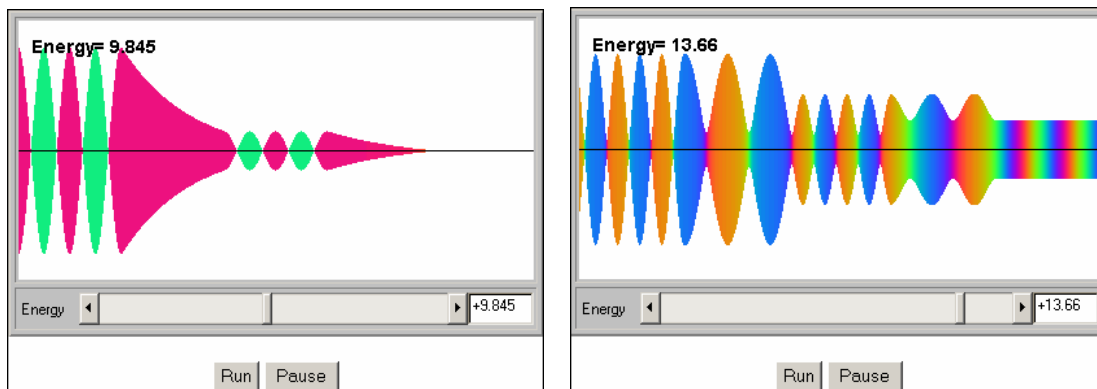 Energy= 9.845
Energy +9.845
Run Pause
Energy= 13.66
Energy +13.66
Run Pause